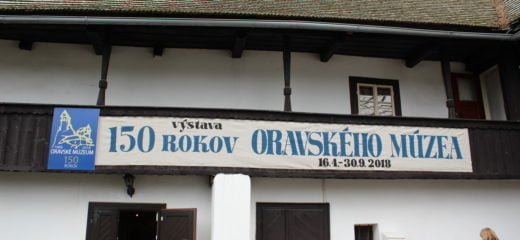 výstava
150 ROKOV ORAVSKÉHO MÚZEA
16.4.-30.9.2018
ORAVSKÉ MÚZEUM
150
ROKOV